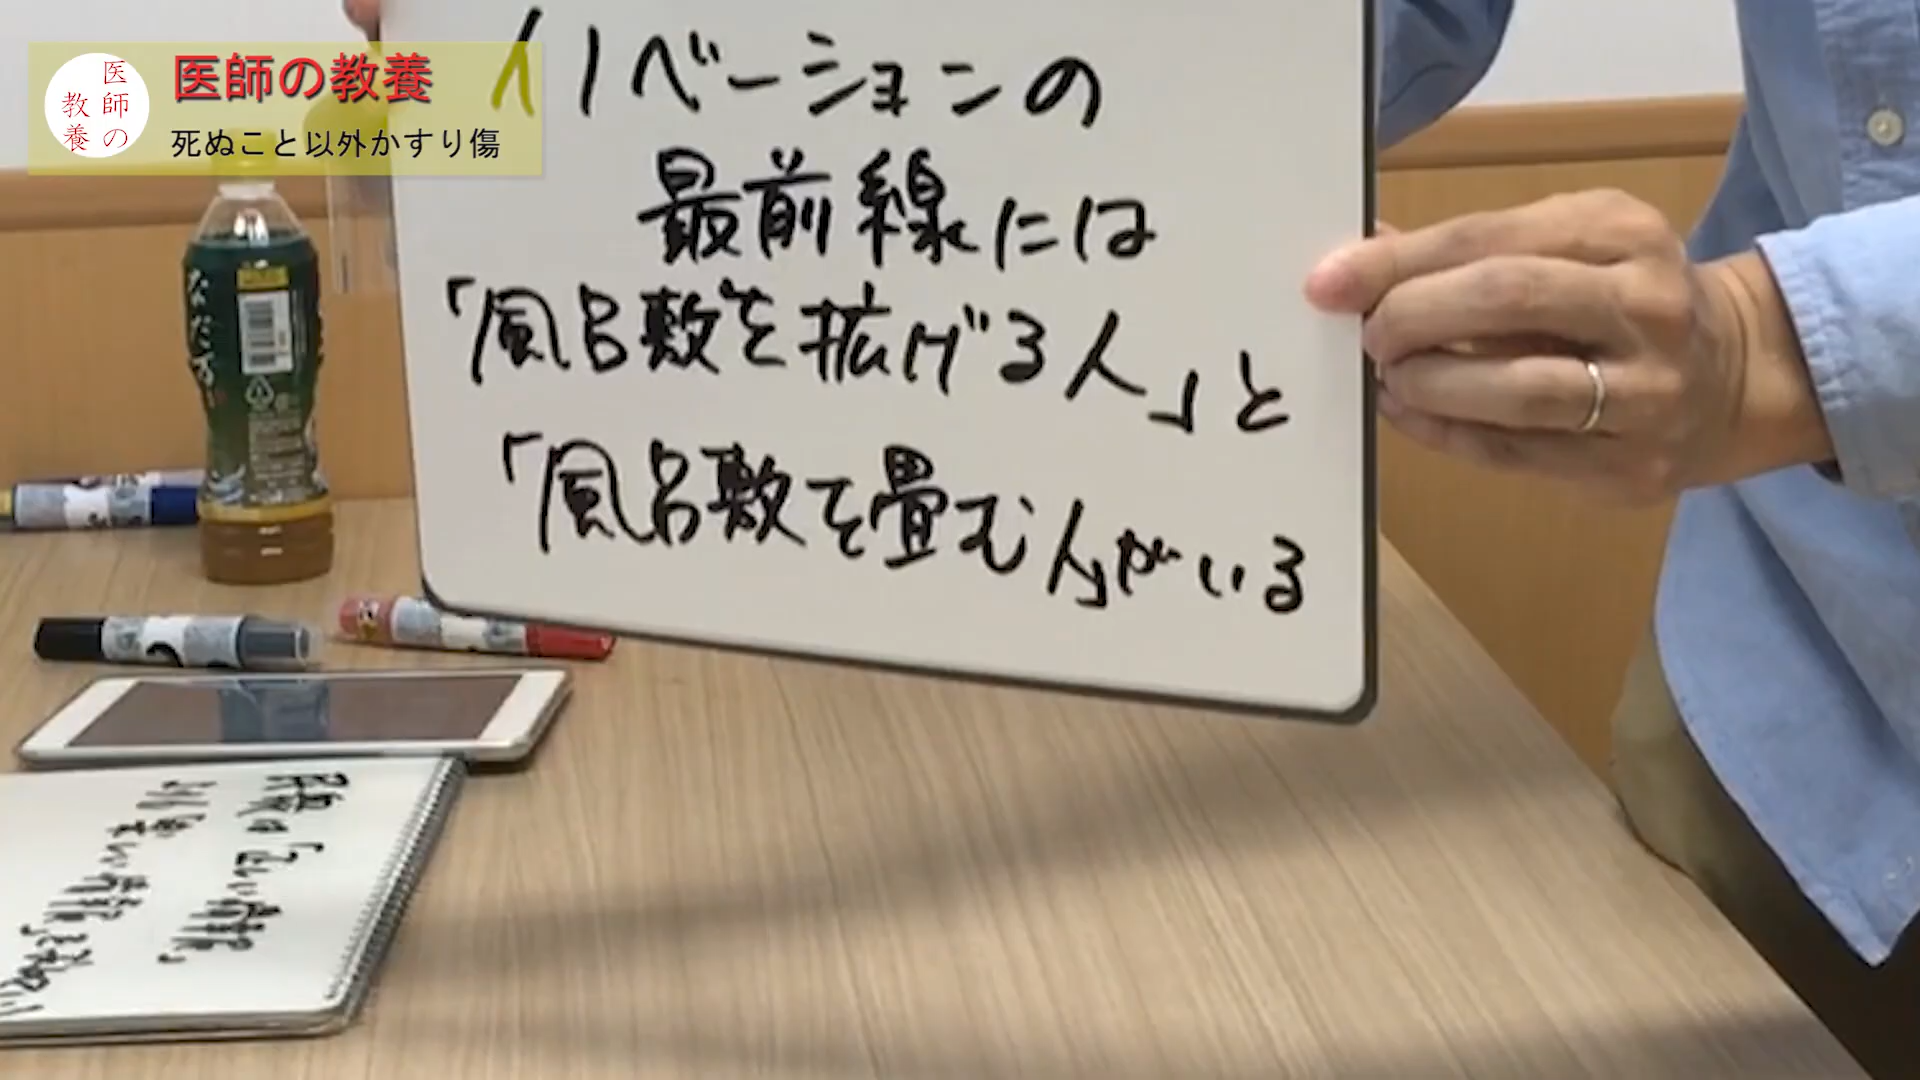 医師の
教養
医師の教養
死ぬこと以外かすり傷
イノベーションの
最前線には
「風呂敷を拡げる人」と
「風呂敷を畳む人」がいる